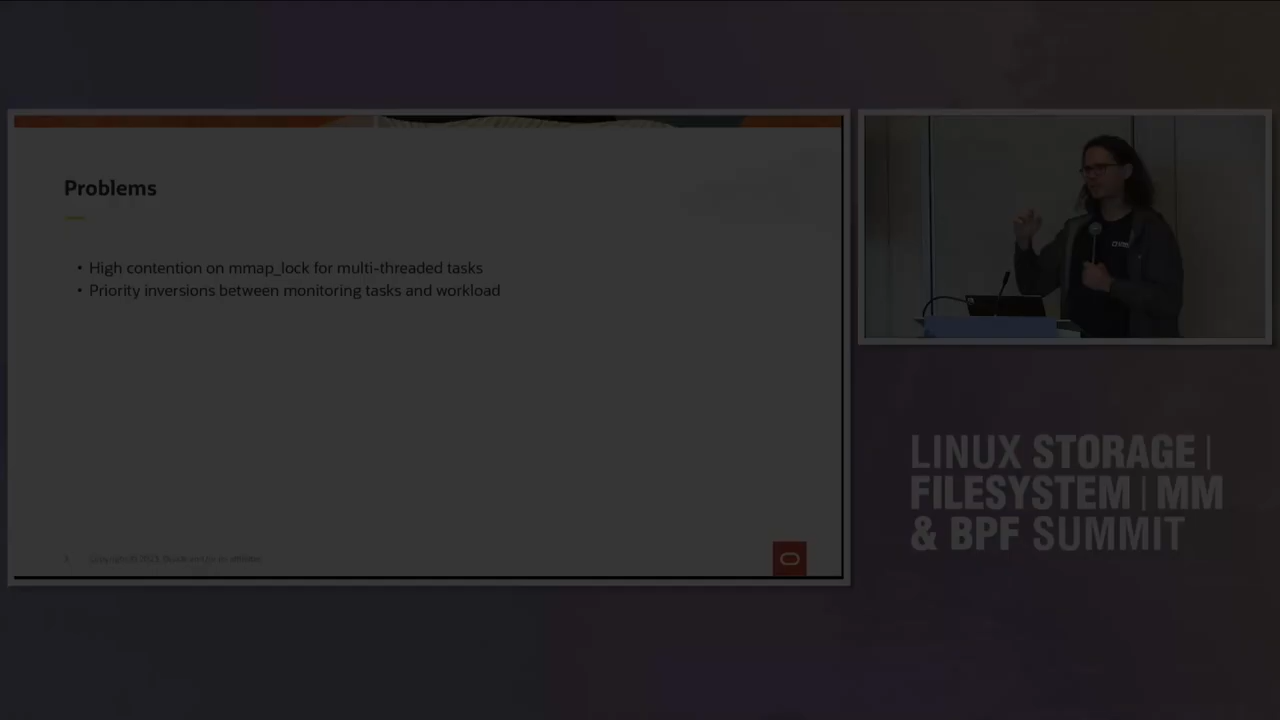 Problems
• High contention on mmap_lock for multi-threaded tasks
• Priority inversions between monitoring tasks and workload
LINUX STORAGE |
FILESYSTEM | MM
& BPF SUMMIT